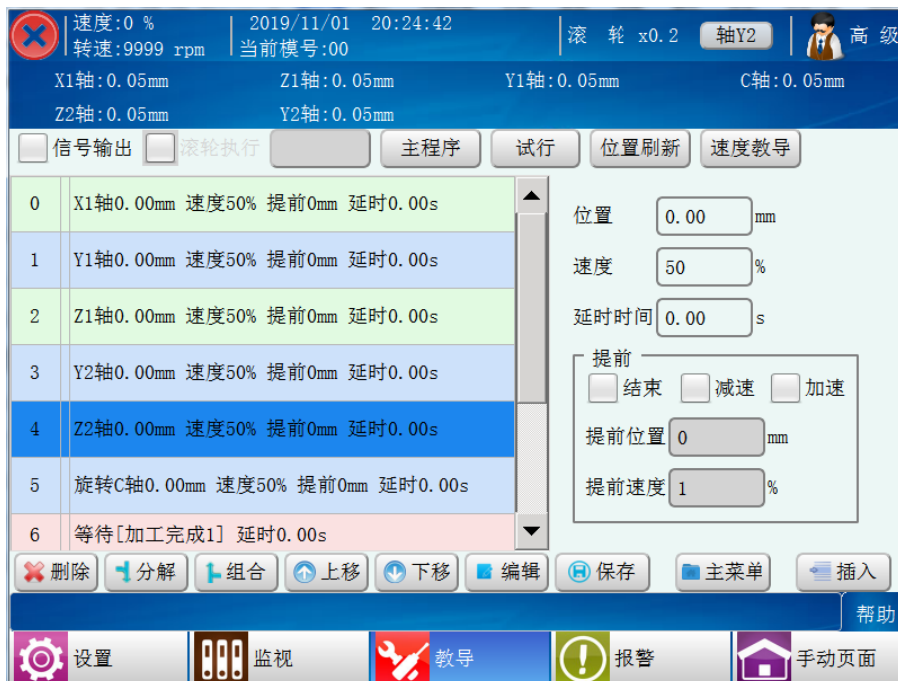 速度:0 % 2019/11/01 20:24:42 滚 轮 x0.2 轴Y2 高 级
转速:9999 rpm 当前模号:00
X1轴:0.05mm Z1轴:0.05mm Y1轴:0.05mm C轴:0.05mm
Z2轴:0.05mm Y2轴:0.05mm
信号输出 滚轮执行 主程序 试行 位置刷新 速度教导
0 X1轴0.00mm 速度50% 提前0mm 延时0.00s
1 Y1轴0.00mm 速度50% 提前0mm 延时0.00s
2 Z1轴0.00mm 速度50% 提前0mm 延时0.00s
3 Y2轴0.00mm 速度50% 提前0mm 延时0.00s
4 Z2轴0.00mm 速度50% 提前0mm 延时0.00s
5 旋转C轴0.00mm 速度50% 提前0mm 延时0.00s
6 等待[加工完成1] 延时0.00s
位置 0.00 mm
速度 50 %
延时时间 0.00 s
提前
结束 减速 加速
提前位置 0 mm
提前速度 1 %
删除 分解 组合 上移 下移 编辑 保存 主菜单 插入
帮助
设置 监视 教导 报警 手动页面